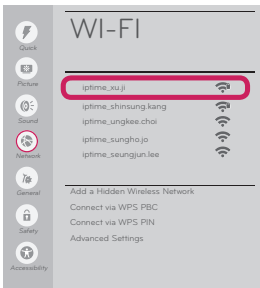 WI-FI
Quick
Picture
Sound
Network
General
Safety
Accessibility
iptime_xu.ji
iptime_shinsung.kang
iptime_ungkee.choi
iptime_sungho.jo
iptime_seungjun.lee
Add a Hidden Wireless Network
Connect via WPS PBC
Connect via WPS PIN
Advanced Settings